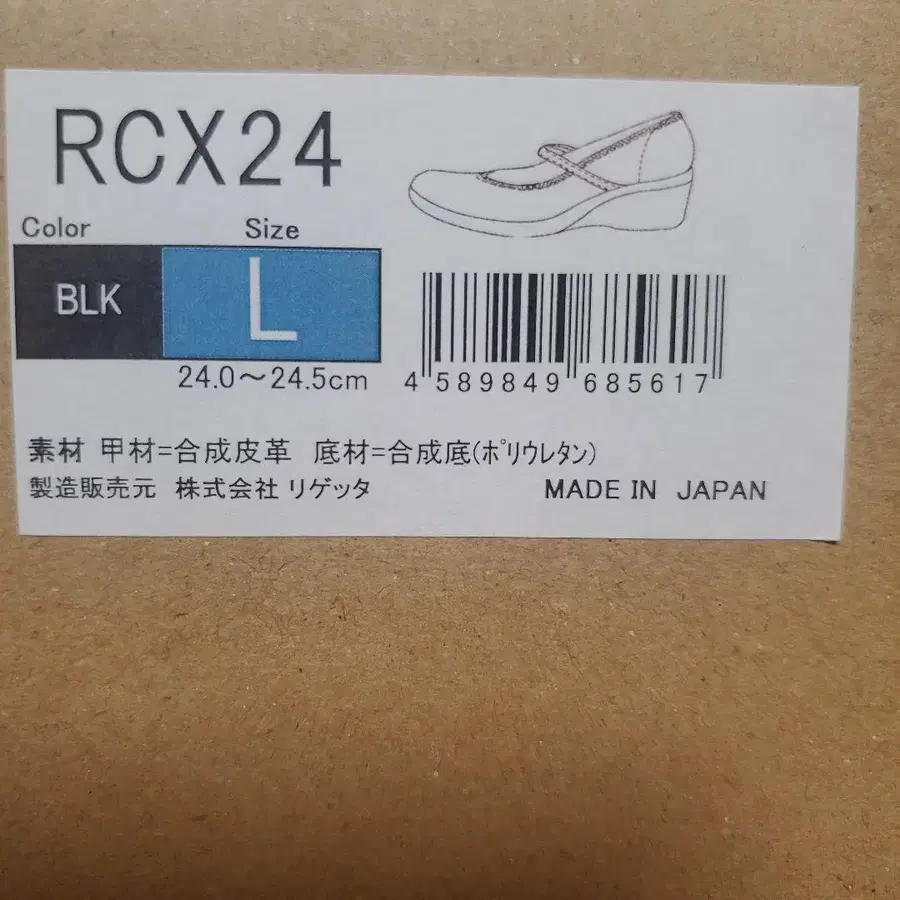 RCX24
Color Size
BLK L
24.0～24.5cm
4 589849 685617
素材 甲材=合成皮革 底材=合成底(ﾎﾟﾘｳﾚﾀﾝ)
製造販売元 株式会社 リゲッタ MADE IN JAPAN